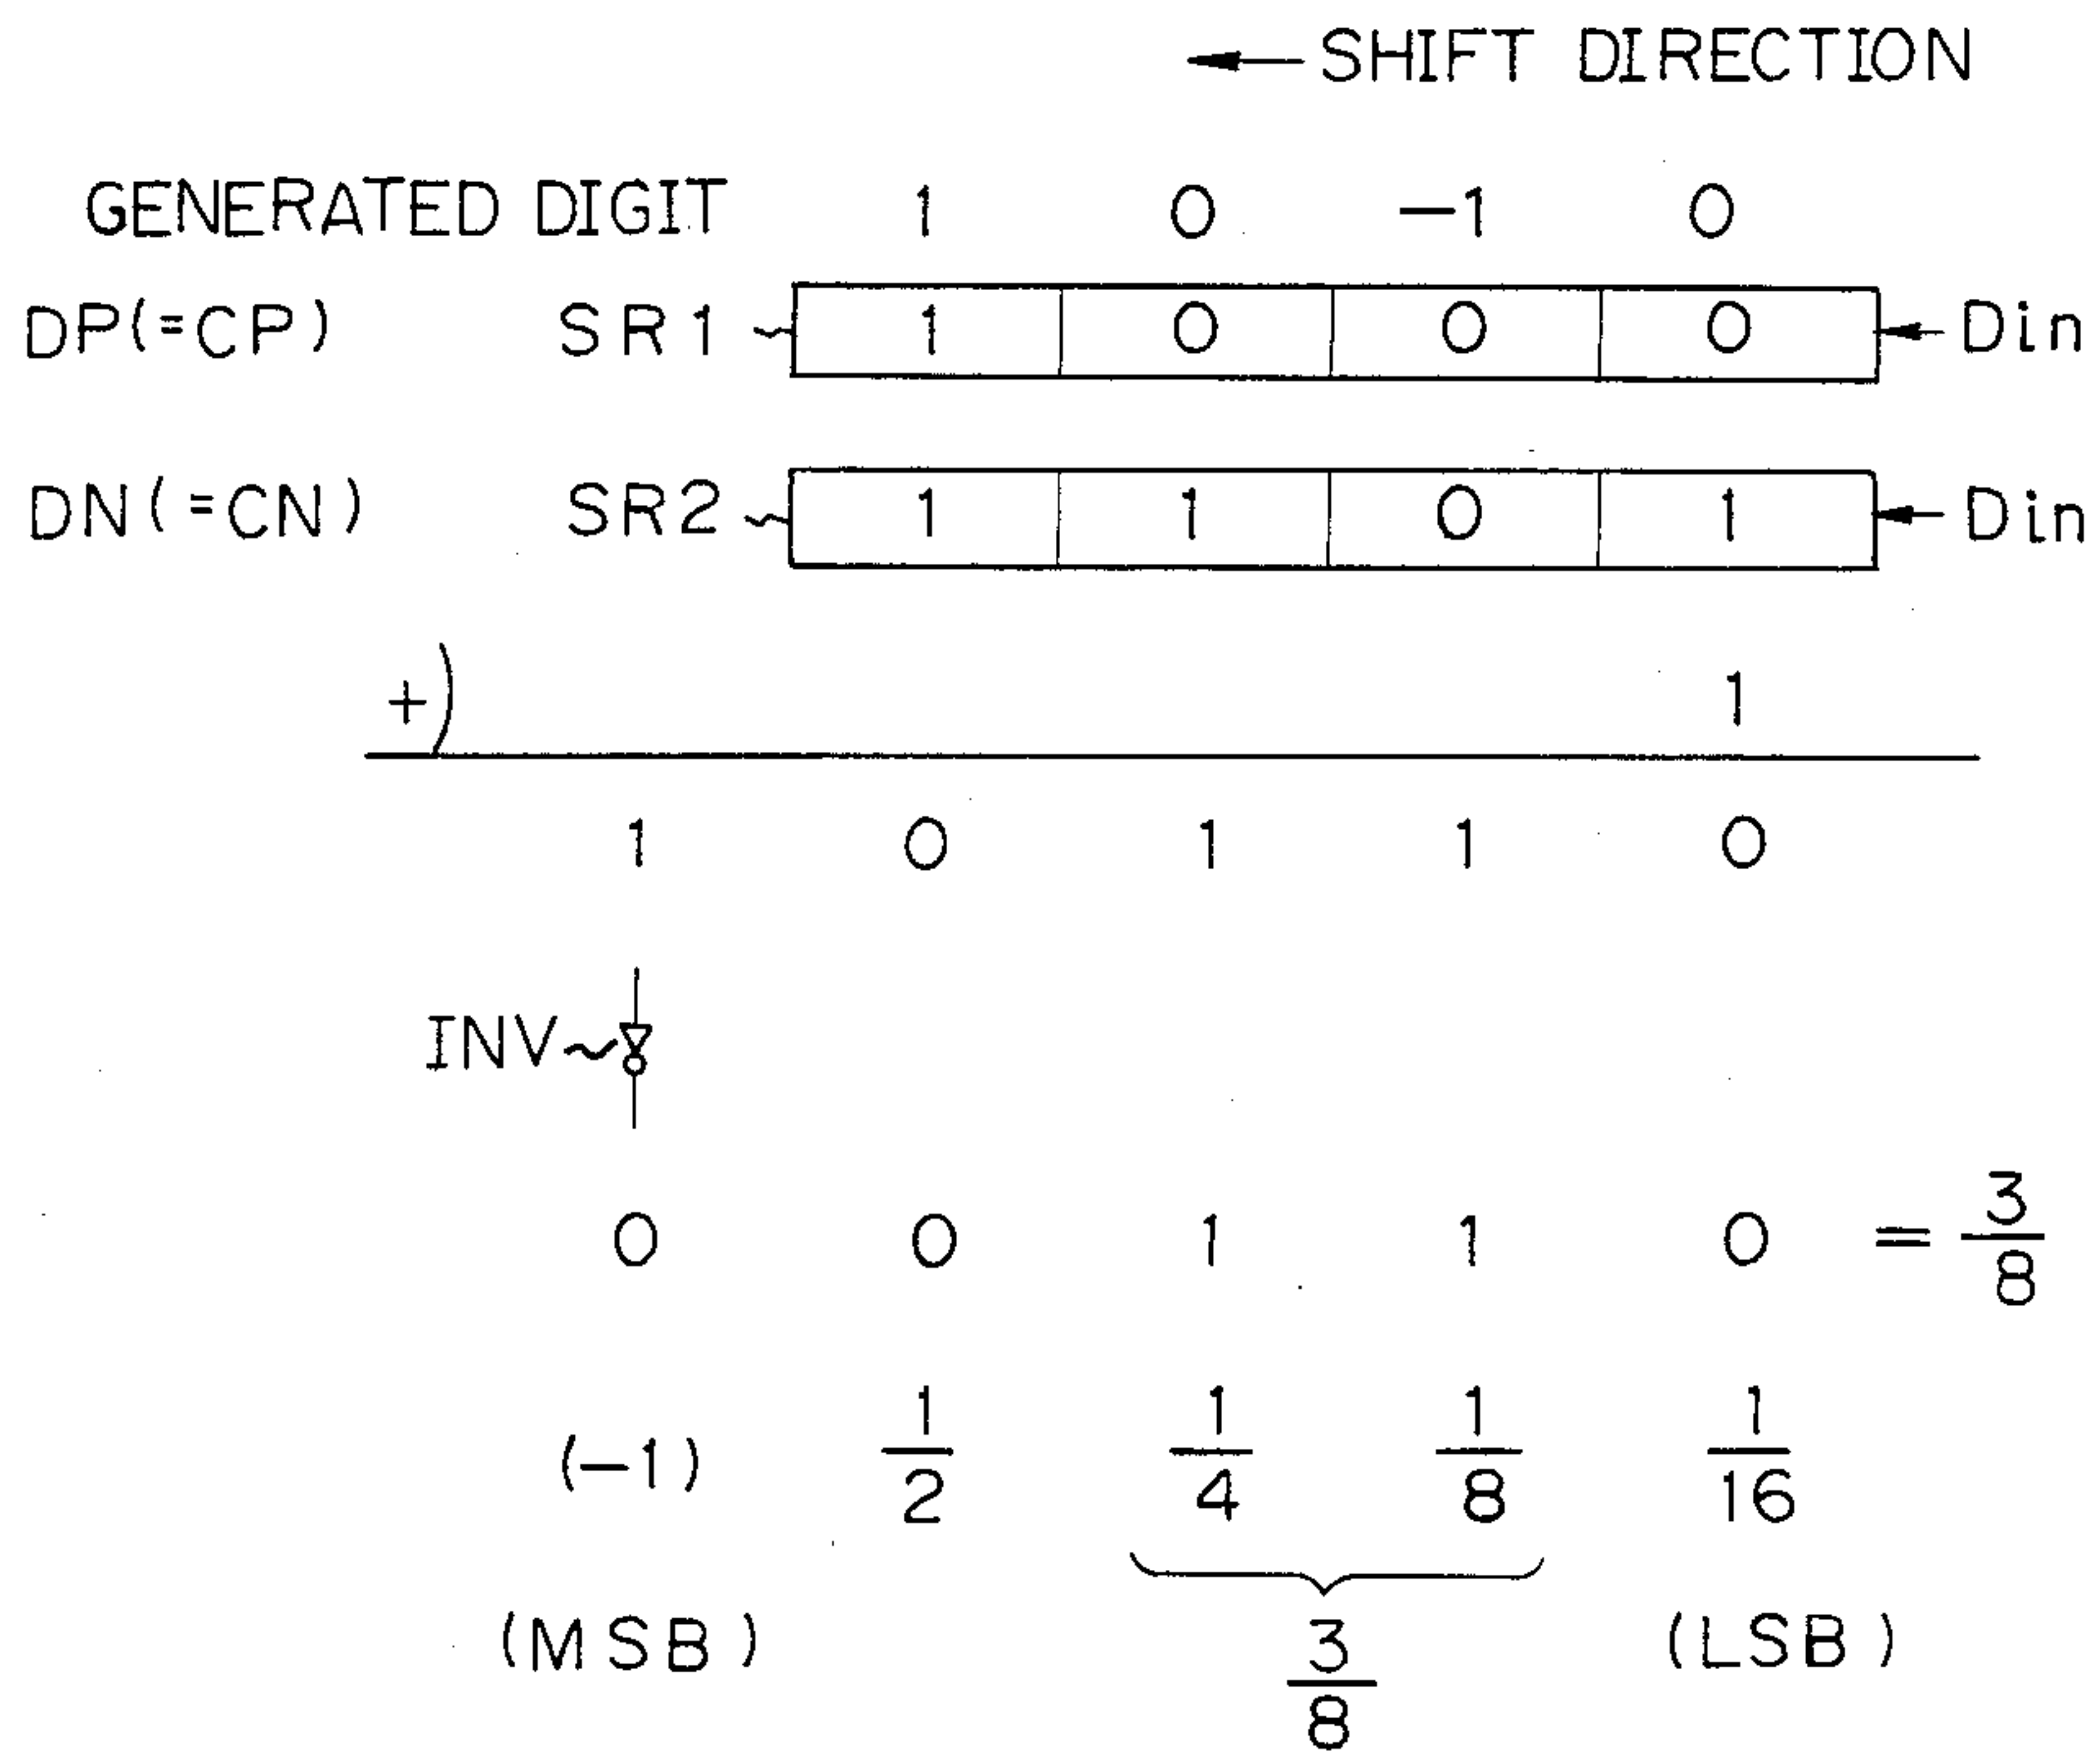 SHIFT DIRECTION
GENERATED DIGIT 1 0 −1 0
DP(=CP) SR1 1 0 0 0 Din
DN(=CN) SR2 1 1 0 1 Din
+) 1
1 0 1 1 0
INV
0 0 1 1 0 = 3/8
(−1) 1/2 1/4 1/8 1/16
(MSB) 3/8 (LSB)